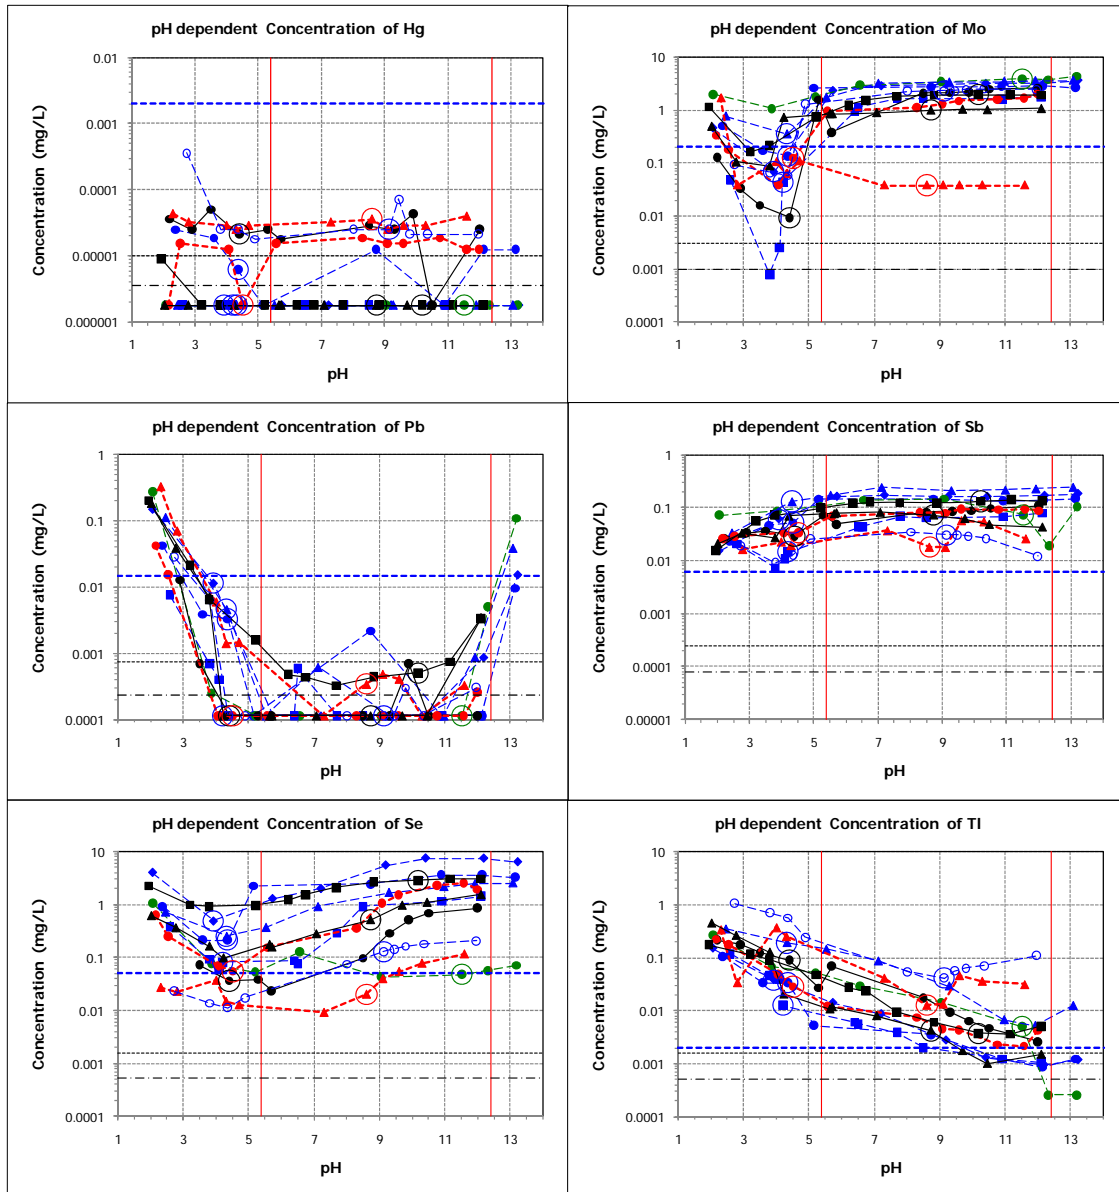 pH dependent Concentration of Hg
0.01
0.001
0.0001
0.00001
0.000001
Concentration (mg/L)
1 3 5 7 9 11 13
pH
pH dependent Concentration of Mo
10
1
0.1
0.01
0.001
0.0001
Concentration (mg/L)
1 3 5 7 9 11 13
pH
pH dependent Concentration of Pb
1
0.1
0.01
0.001
0.0001
Concentration (mg/L)
1 3 5 7 9 11 13
pH
pH dependent Concentration of Sb
1
0.1
0.01
0.001
0.0001
0.00001
Concentration (mg/L)
1 3 5 7 9 11 13
pH
pH dependent Concentration of Se
10
1
0.1
0.01
0.001
0.0001
Concentration (mg/L)
1 3 5 7 9 11 13
pH
pH dependent Concentration of Tl
10
1
0.1
0.01
0.001
0.0001
Concentration (mg/L)
1 3 5 7 9 11 13
pH